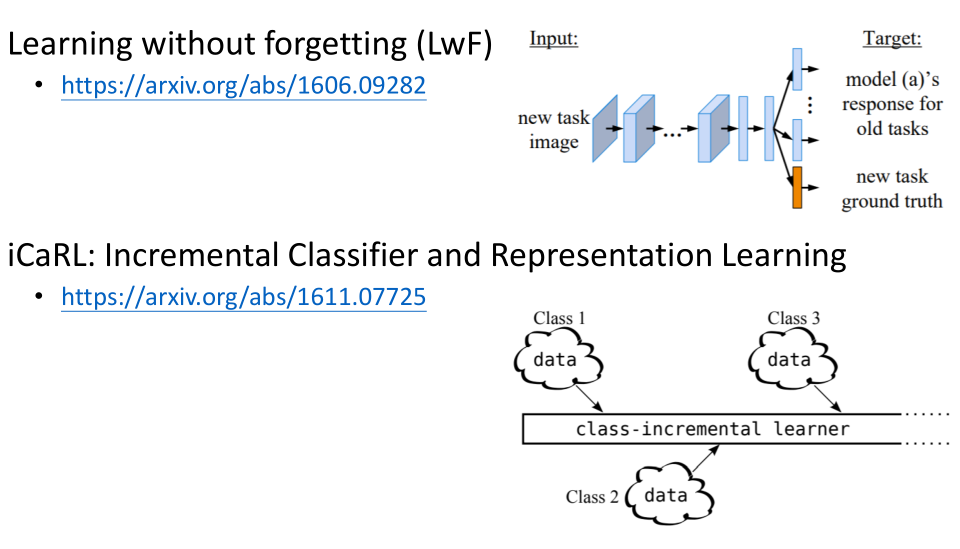 Learning without forgetting (LwF)
• https://arxiv.org/abs/1606.09282
Input:
Target:
new task
image
...
model (a)'s
response for
old tasks
new task
ground truth
iCaRL: Incremental Classifier and Representation Learning
• https://arxiv.org/abs/1611.07725
Class 1
data
Class 3
data
class-incremental learner
Class 2
data